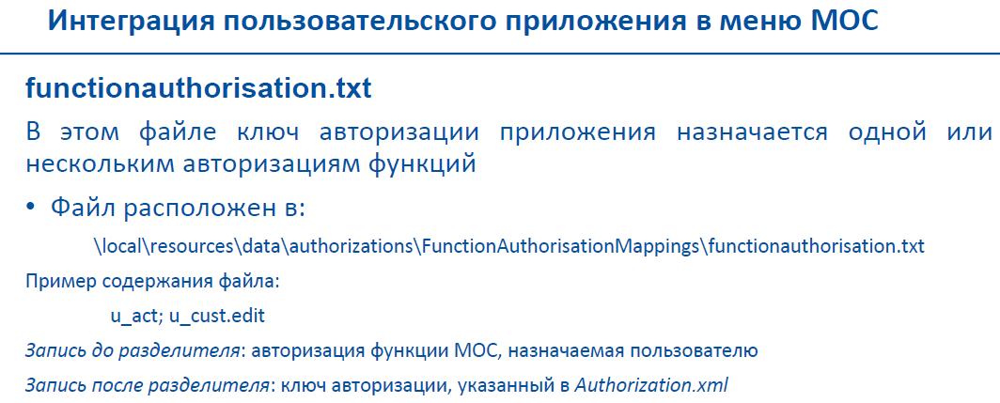 Интеграция пользовательского приложения в меню МОС
functionauthorisation.txt
В этом файле ключ авторизации приложения назначается одной или
нескольким авторизациям функций
• Файл расположен в:
\local\resources\data\authorizations\FunctionAuthorisationMappings\functionauthorisation.txt
Пример содержания файла:
u_act; u_cust.edit
Запись до разделителя: авторизация функции МОС, назначаемая пользователю
Запись после разделителя: ключ авторизации, указанный в Authorization.xml